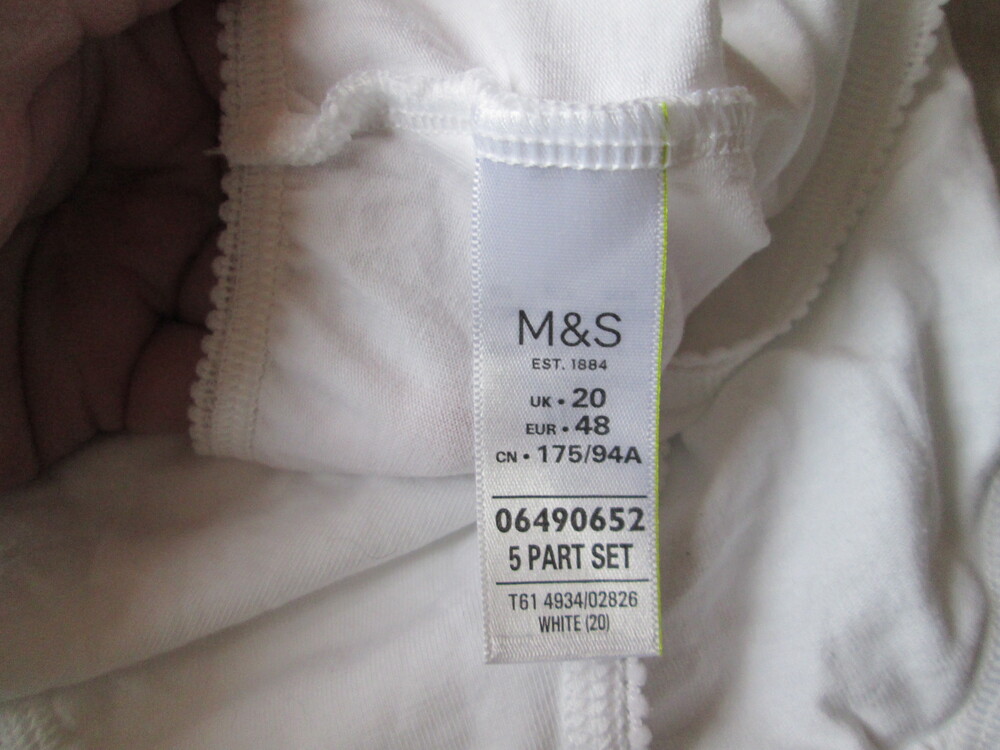 M&S
EST. 1884
UK • 20
EUR • 48
CN • 175/94A
06490652
5 PART SET
T61 4934/02826
WHITE (20)